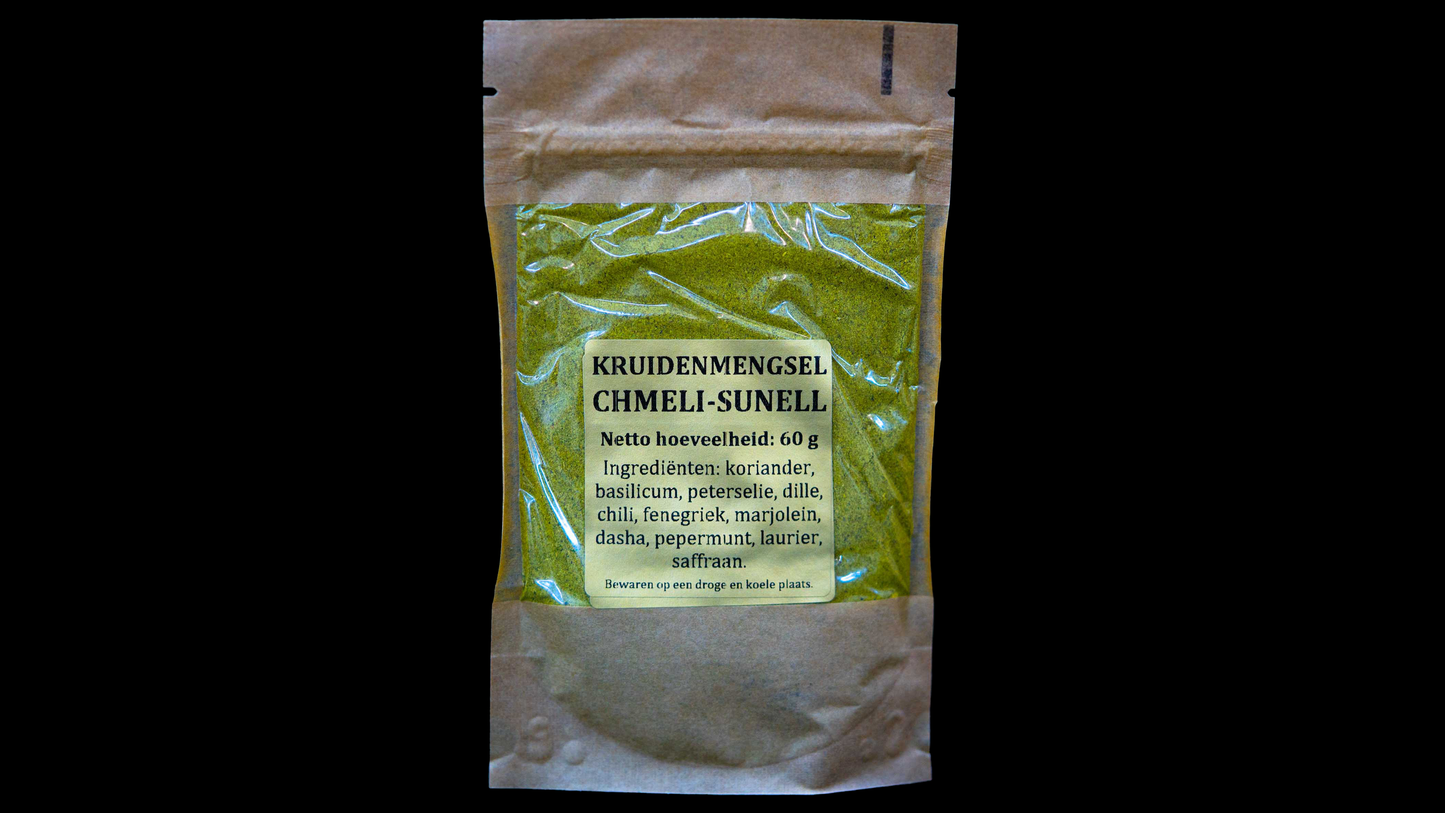 KRUIDENMENGSEL
CHMELI-SUNELL
Netto hoeveelheid: 60 g
Ingrediënten: koriander,
basilicum, peterselie, dille,
chili, fenegriek, marjolein,
dasha, pepermunt, laurier,
saffraan.
Bewaren op een droge en koele plaats.